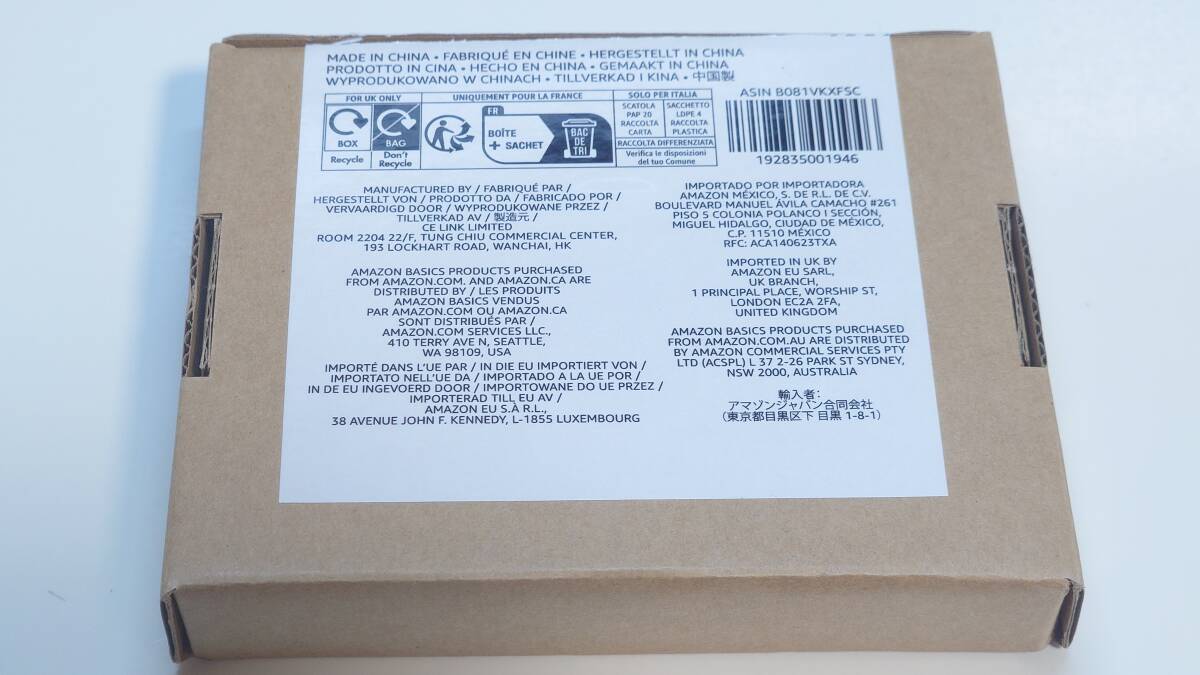 MADE IN CHINA • FABRIQUÉ EN CHINE • HERGESTELLT IN CHINA
PRODOTTO IN CINA • HECHO EN CHINA • GEMAAKT IN CHINA
WYPRODUKOWANO W CHINACH • TILLVERKAD I KINA • 中国製
FOR UK ONLY
BOX
Recycle
BAG
Don't
Recycle
UNIQUEMENT POUR LA FRANCE
FR
BOÎTE
+ SACHET
BAC
DE
TRI
SOLO PER ITALIA
SCATOLA
PAP 20
RACCOLTA
CARTA
SACCHETTO
LDPE 4
RACCOLTA
PLASTICA
RACCOLTA DIFFERENZIATA
Verifica le disposizioni
del tuo Comune
ASIN B081VKXFSC
192835001946
MANUFACTURED BY / FABRIQUÉ PAR /
HERGESTELLT VON / PRODOTTO DA / FABRICADO POR /
VERVAARDIGD DOOR / WYPRODUKOWANE PRZEZ /
TILLVERKAD AV / 製造元 /
CE LINK LIMITED
ROOM 2204 22/F, TUNG CHIU COMMERCIAL CENTER,
193 LOCKHART ROAD, WANCHAI, HK
AMAZON BASICS PRODUCTS PURCHASED
FROM AMAZON.COM. AND AMAZON.CA ARE
DISTRIBUTED BY / LES PRODUITS
AMAZON BASICS VENDUS
PAR AMAZON.COM OU AMAZON.CA
SONT DISTRIBUÉS PAR /
AMAZON.COM SERVICES LLC.,
410 TERRY AVE N, SEATTLE,
WA 98109, USA
IMPORTÉ DANS L'UE PAR / IN DIE EU IMPORTIERT VON /
IMPORTATO NELL'UE DA / IMPORTADO A LA UE POR /
IN DE EU INGEVOERD DOOR / IMPORTOWANE DO UE PRZEZ /
IMPORTERAD TILL EU AV /
AMAZON EU S.À R.L.,
38 AVENUE JOHN F. KENNEDY, L-1855 LUXEMBOURG
IMPORTADO POR IMPORTADORA
AMAZON MÉXICO, S. DE R.L. DE C.V.
BOULEVARD MANUEL ÁVILA CAMACHO #261
PISO 5 COLONIA POLANCO I SECCIÓN,
MIGUEL HIDALGO, CIUDAD DE MÉXICO,
C.P. 11510 MÉXICO
RFC: ACA140623TXA
IMPORTED IN UK BY
AMAZON EU SARL,
UK BRANCH,
1 PRINCIPAL PLACE, WORSHIP ST,
LONDON EC2A 2FA,
UNITED KINGDOM
AMAZON BASICS PRODUCTS PURCHASED
FROM AMAZON.COM.AU ARE DISTRIBUTED
BY AMAZON COMMERCIAL SERVICES PTY
LTD (ACSPL) L 37 2-26 PARK ST SYDNEY,
NSW 2000, AUSTRALIA
輸入者:
アマゾンジャパン合同会社
(東京都目黒区下 目黒 1-8-1)